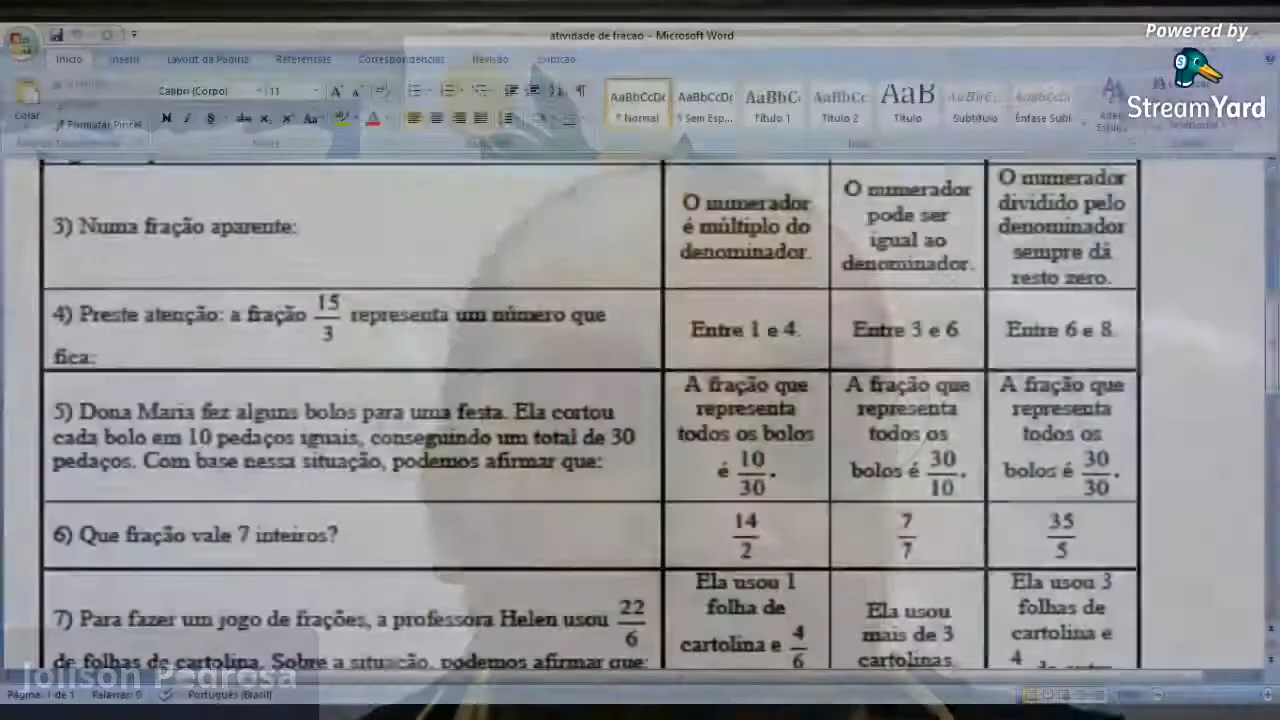 Powered by
StreamYard
atividade de fracao - Microsoft Word
Início Inserir Layout da Página Referências Correspondências Revisão Exibição
Colar
Formatar Pincel
Calibri (Corpo) 11
AaBbCcDc AaBbCcDc AaBbC AaBbCc AaB AaBbCc AaBbCcDc
¶ Normal ¶ Sem Esp... Título 1 Título 2 Título Subtítulo Ênfase Sutil
3) Numa fração aparente:
O numerador é múltiplo do denominador.
O numerador pode ser igual ao denominador.
O numerador dividido pelo denominador sempre dá resto zero.
4) Preste atenção: a fração 15/3 representa um número que
fica:
Entre 1 e 4.
Entre 3 e 6.
Entre 6 e 8.
5) Dona Maria fez alguns bolos para uma festa. Ela cortou
cada bolo em 10 pedaços iguais, conseguindo um total de 30
pedaços. Com base nessa situação, podemos afirmar que:
A fração que representa todos os bolos é 10/30.
A fração que representa todos os bolos é 30/10.
A fração que representa todos os bolos é 30/30.
6) Que fração vale 7 inteiros?
14/2
7/7
35/5
7) Para fazer um jogo de frações, a professora Helen usou 22/6
de folhas de cartolina. Sobre a situação, podemos afirmar que:
Ela usou 1 folha de cartolina e 4/6
Ela usou mais de 3 cartolinas
Ela usou 3 folhas de cartolina e 4
Joilson Pedrosa
Página: 1 de 1 Palavras: 0 Português (Brasil)